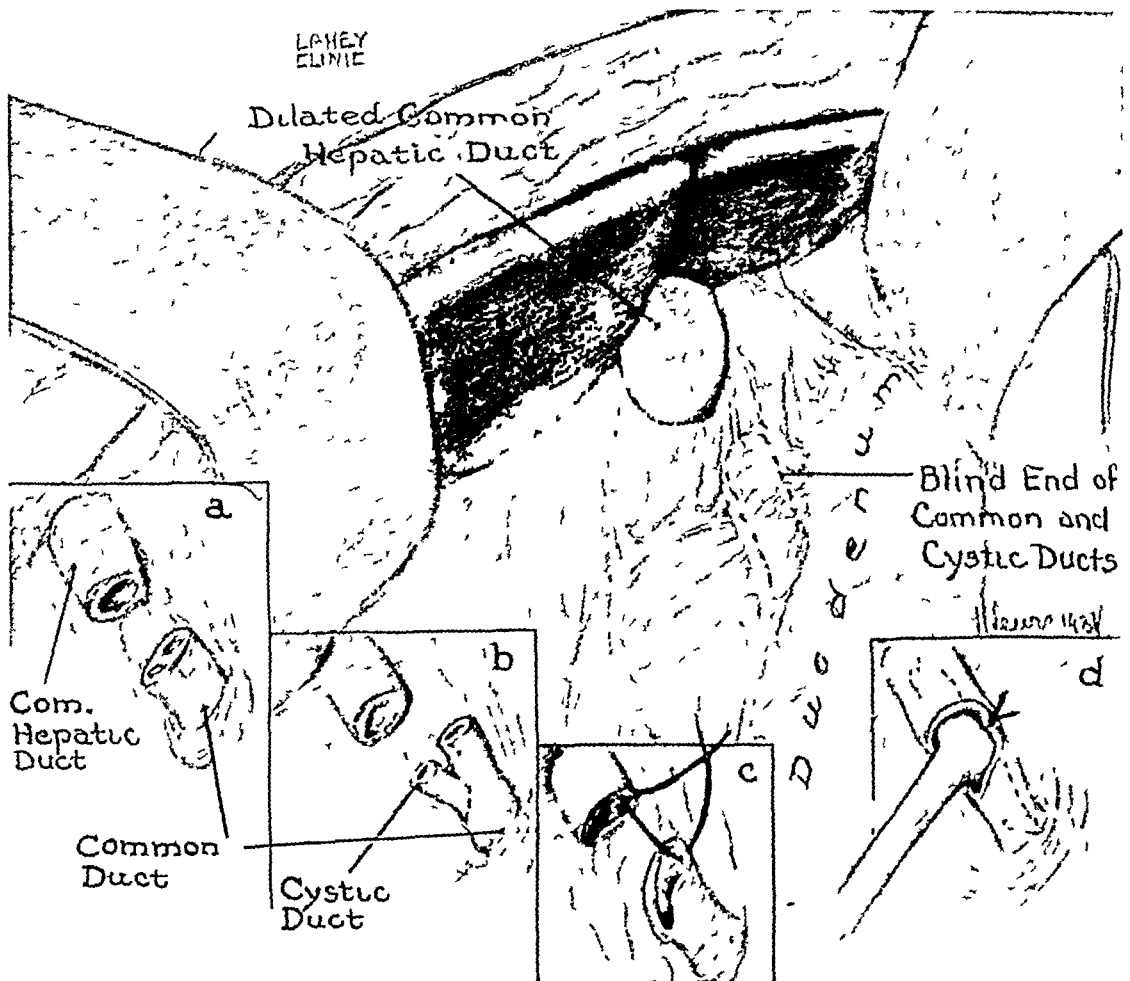 LAHEY
CLINIC
Dilated Common
Hepatic Duct
Duodenum
Blind End of
Common and
Cystic Ducts
a
Com.
Hepatic
Duct
b
Common
Duct
Cystic
Duct
c
d